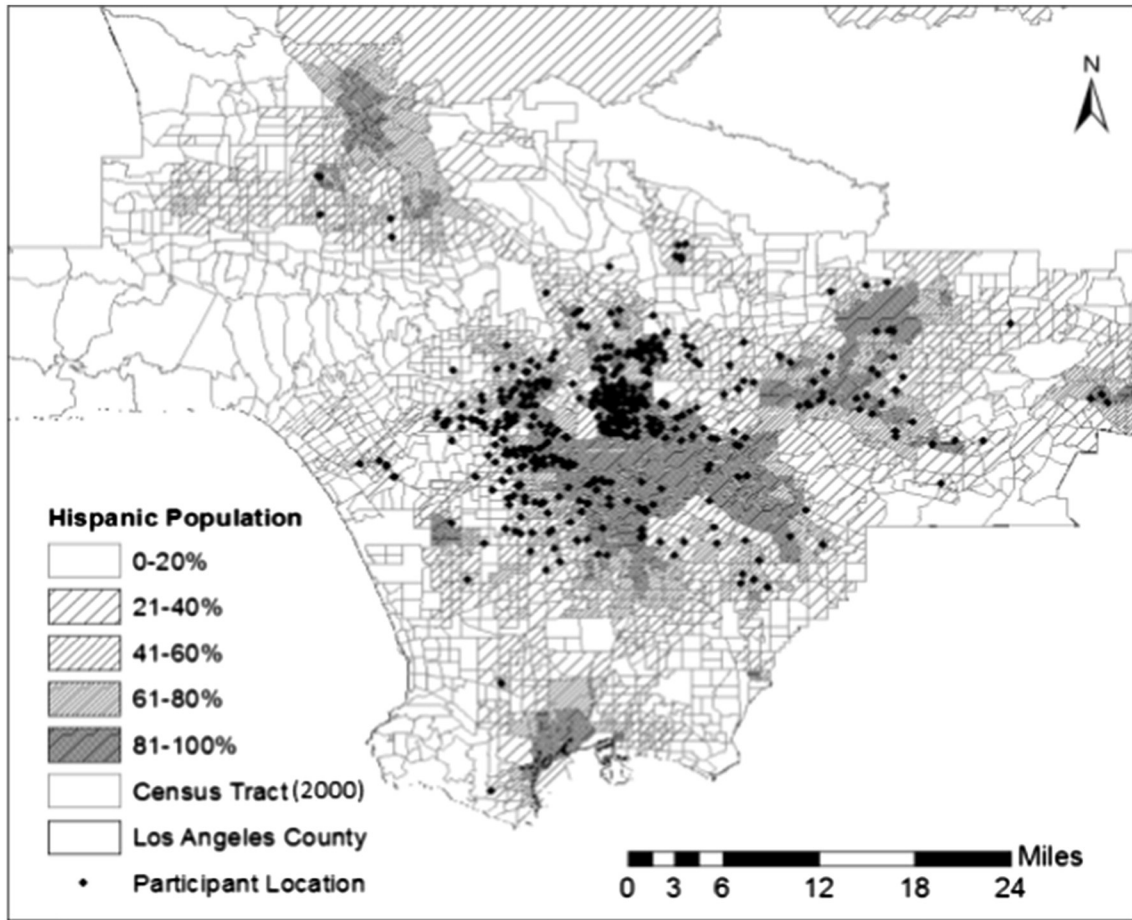 N
Hispanic Population
0-20%
21-40%
41-60%
61-80%
81-100%
Census Tract (2000)
Los Angeles County
Participant Location
Miles
0 3 6 12 18 24